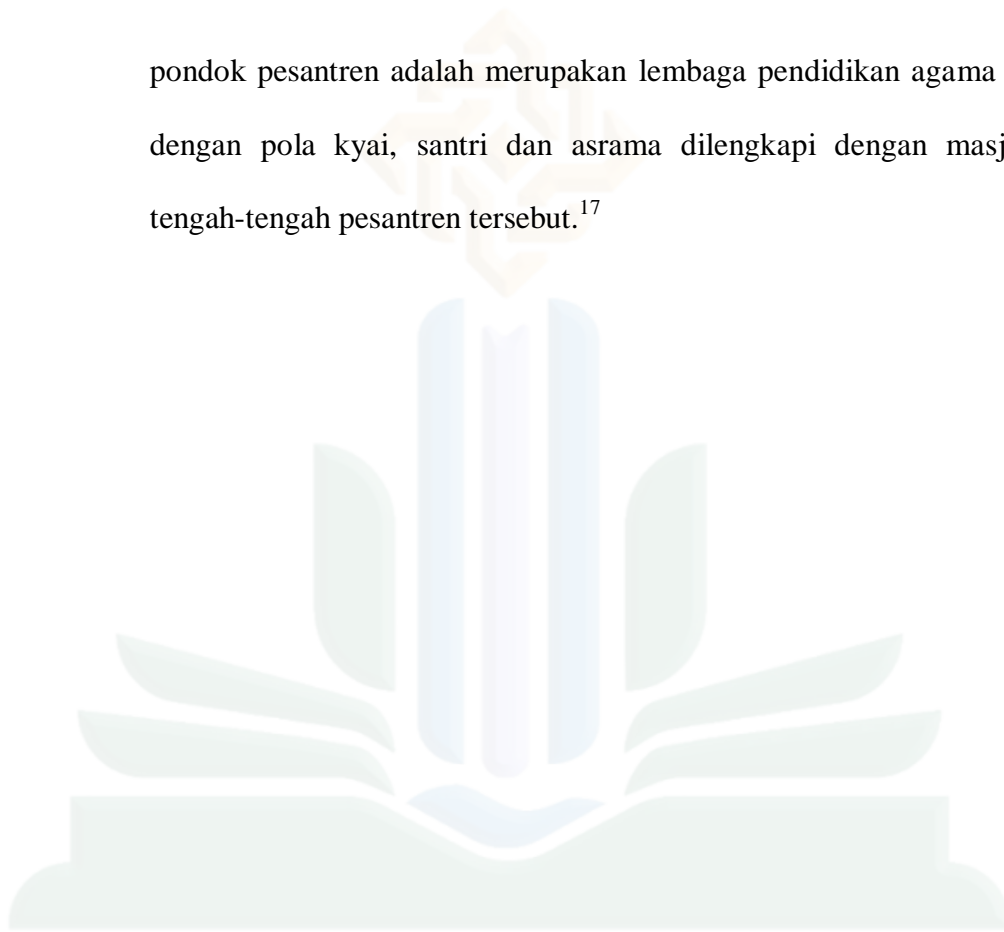 pondok pesantren adalah merupakan lembaga pendidikan agama
dengan pola kyai, santri dan asrama dilengkapi dengan masj
tengah-tengah pesantren tersebut.17